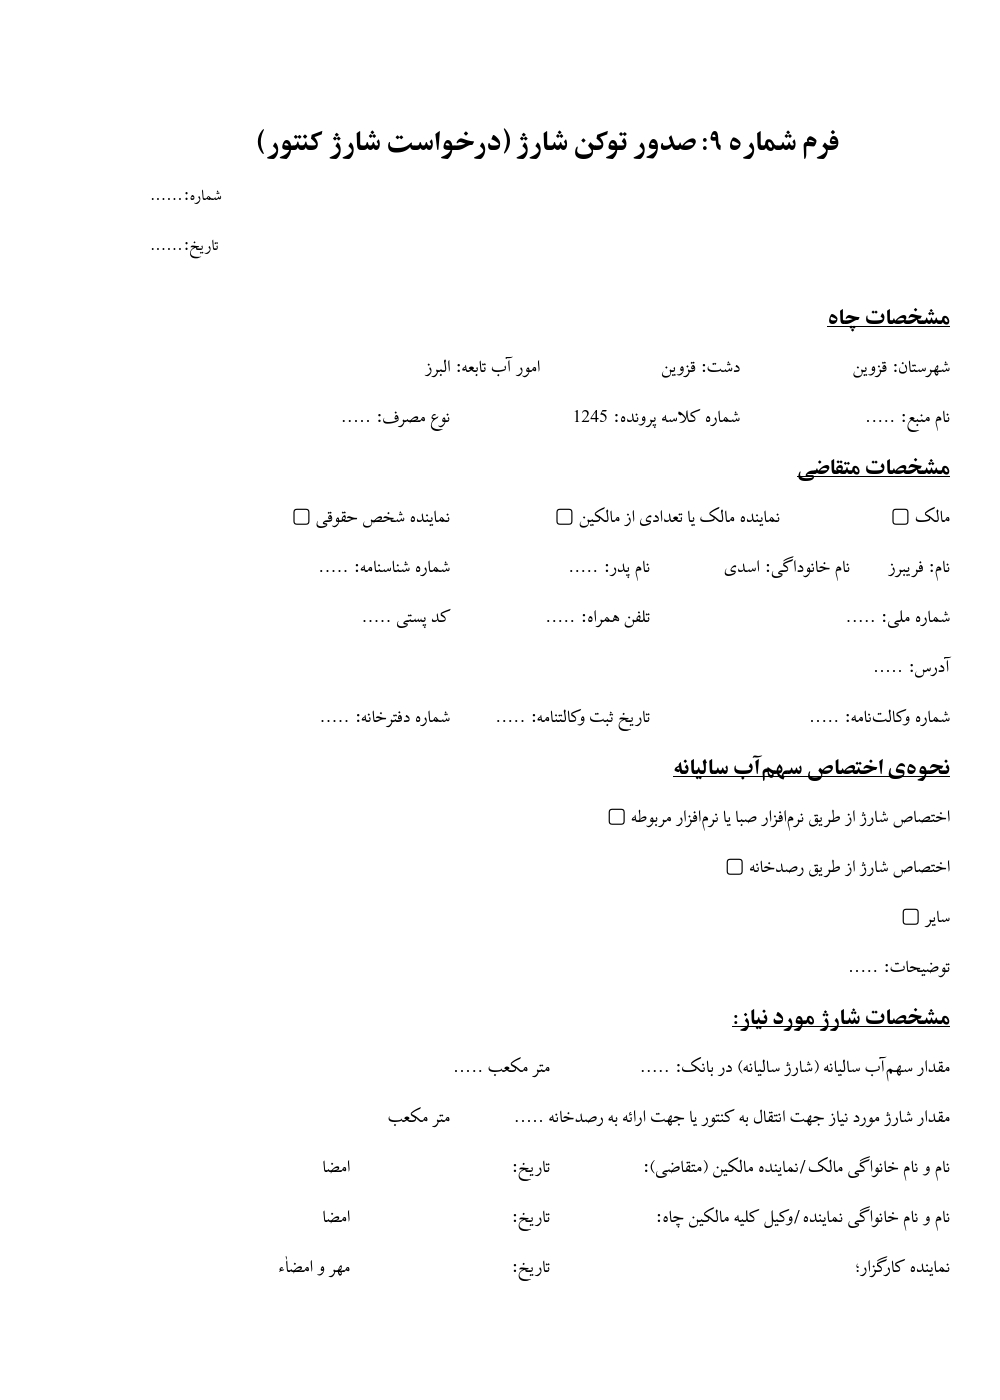 فرم شماره ۹: صدور توکن شارژ (درخواست شارژ کنتور)
شماره:......
تاریخ:......
مشخصات چاه
شهرستان: قزوین دشت: قزوین امور آب تابعه: البرز
نام منبع: ..... شماره کلاسه پرونده: 1245 نوع مصرف: .....
مشخصات متقاضی
مالک ▢ نماینده مالک یا تعدادی از مالکین ▢ نماینده شخص حقوقی ▢
نام: فریبرز نام خانوداگی: اسدی نام پدر: ..... شماره شناسنامه: .....
شماره ملی: ..... تلفن همراه: ..... کد پستی .....
آدرس: .....
شماره وکالت‌نامه: ..... تاریخ ثبت وکالتنامه: ..... شماره دفترخانه: .....
نحوه‌ی اختصاص سهم‌آب سالیانه
اختصاص شارژ از طریق نرم‌افزار صبا یا نرم‌افزار مربوطه ▢
اختصاص شارژ از طریق رصدخانه ▢
سایر ▢
توضیحات: .....
مشخصات شارژ مورد نیاز:
مقدار سهم‌آب سالیانه (شارژ سالیانه) در بانک: ..... متر مکعب .....
مقدار شارژ مورد نیاز جهت انتقال به کنتور یا جهت ارائه به رصدخانه ..... متر مکعب
نام و نام خانواگی مالک/نماینده مالکین (متقاضی): تاریخ: امضا
نام و نام خانواگی نماینده/وکیل کلیه مالکین چاه: تاریخ: امضا
نماینده کارگزار؛ تاریخ: مهر و امضاٰء